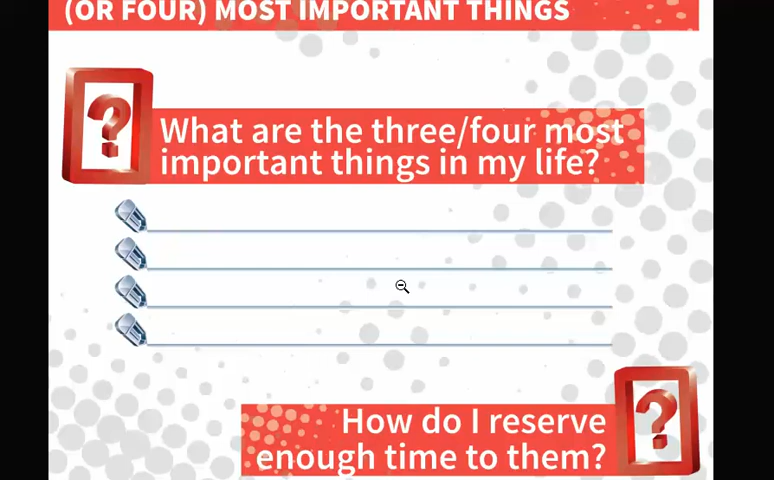 (OR FOUR) MOST IMPORTANT THINGS
?
What are the three/four most
important things in my life?
How do I reserve
enough time to them?
?